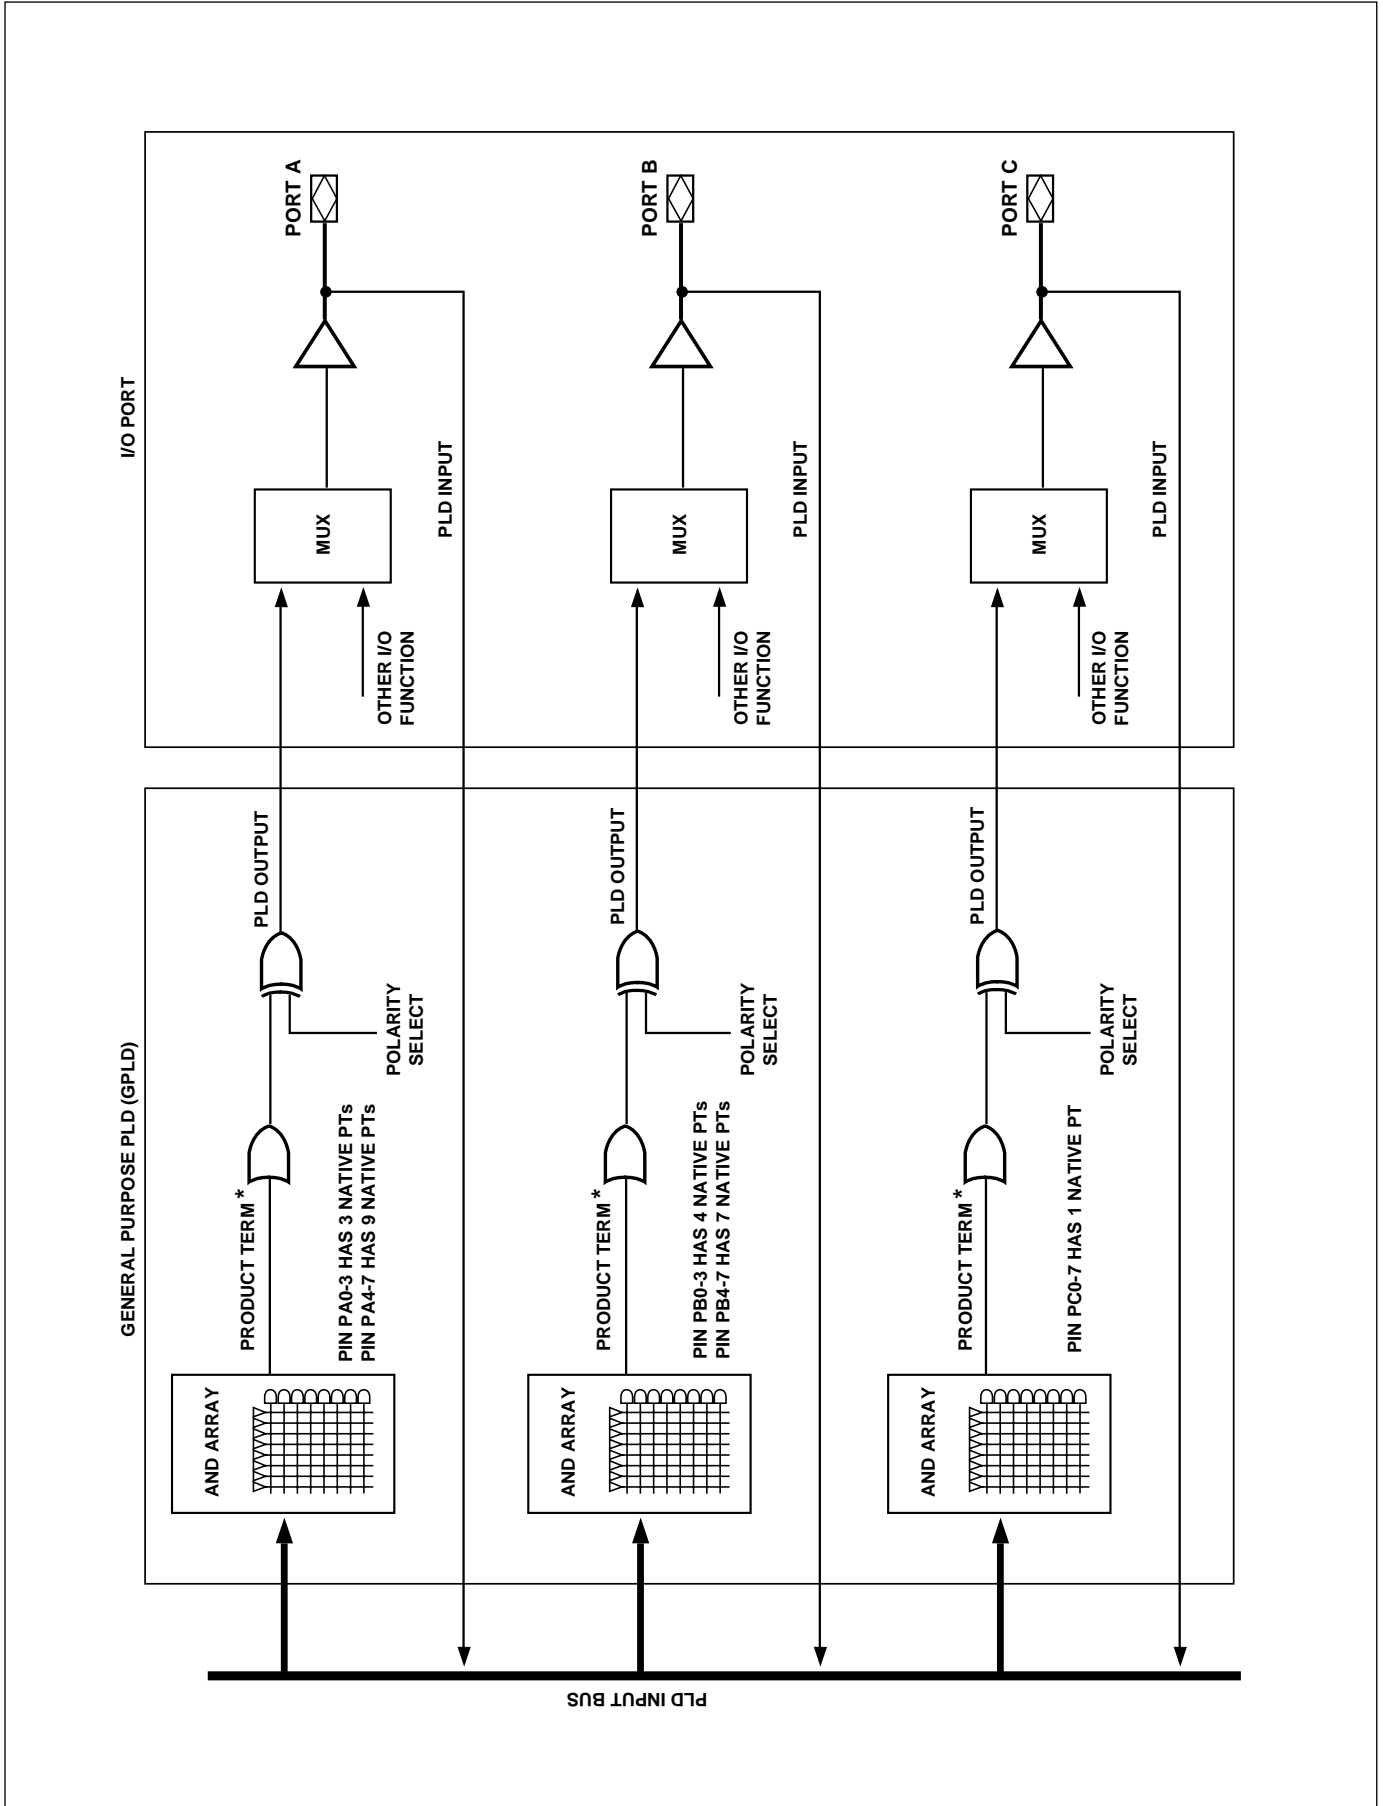 GENERAL PURPOSE PLD (GPLD)
I/O PORT
PLD INPUT BUS
AND ARRAY
PRODUCT TERM *
PIN PA0-3 HAS 3 NATIVE PTs
PIN PA4-7 HAS 9 NATIVE PTs
POLARITY
SELECT
PLD OUTPUT
OTHER I/O
FUNCTION
MUX
PLD INPUT
PORT A
AND ARRAY
PRODUCT TERM *
PIN PB0-3 HAS 4 NATIVE PTs
PIN PB4-7 HAS 7 NATIVE PTs
POLARITY
SELECT
PLD OUTPUT
OTHER I/O
FUNCTION
MUX
PLD INPUT
PORT B
AND ARRAY
PRODUCT TERM *
PIN PC0-7 HAS 1 NATIVE PT
POLARITY
SELECT
PLD OUTPUT
OTHER I/O
FUNCTION
MUX
PLD INPUT
PORT C